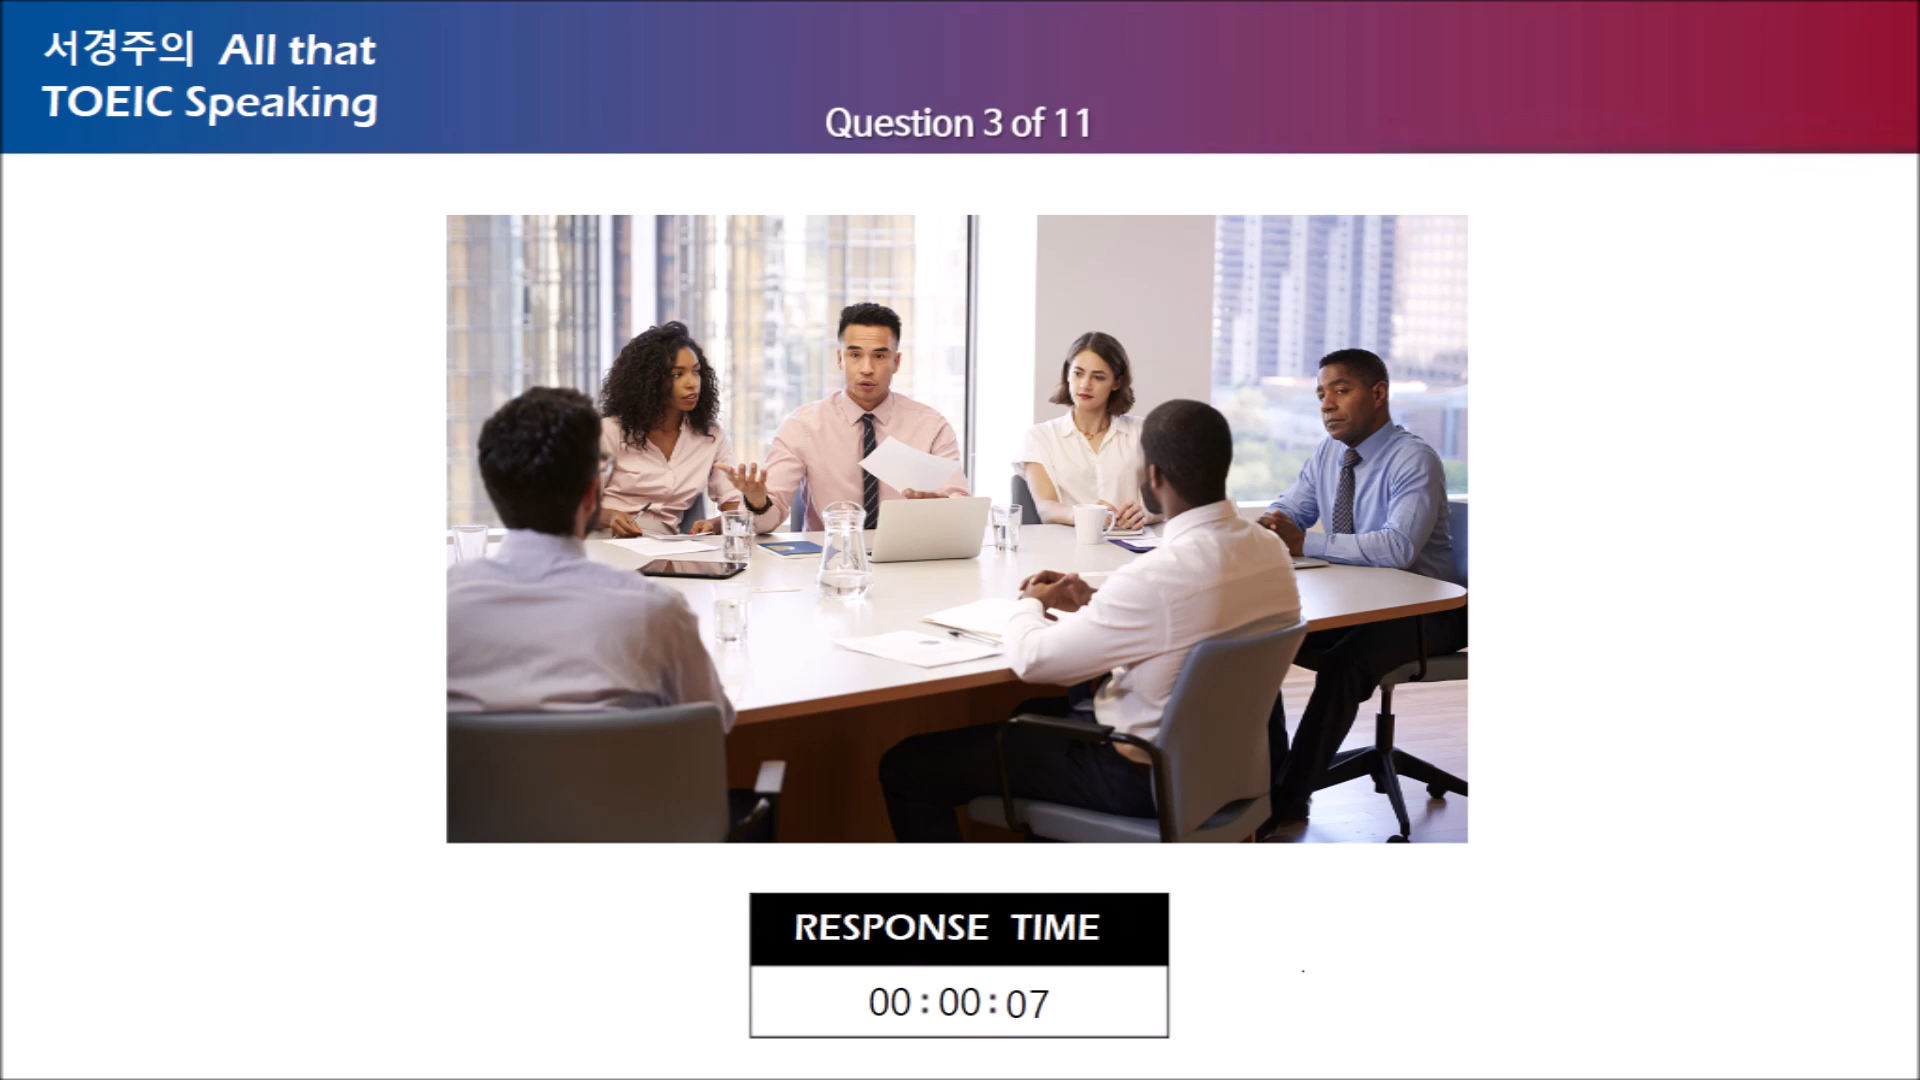 서경주의 All that
TOEIC Speaking
Question 3 of 11
RESPONSE TIME
00:00:07